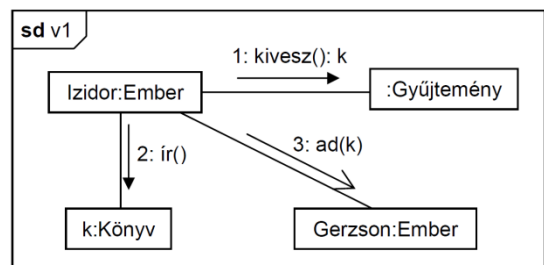 sd v1
1: kivesz(): k
Izidor:Ember
:Gyűjtemény
2: ír()
3: ad(k)
k:Könyv
Gerzson:Ember